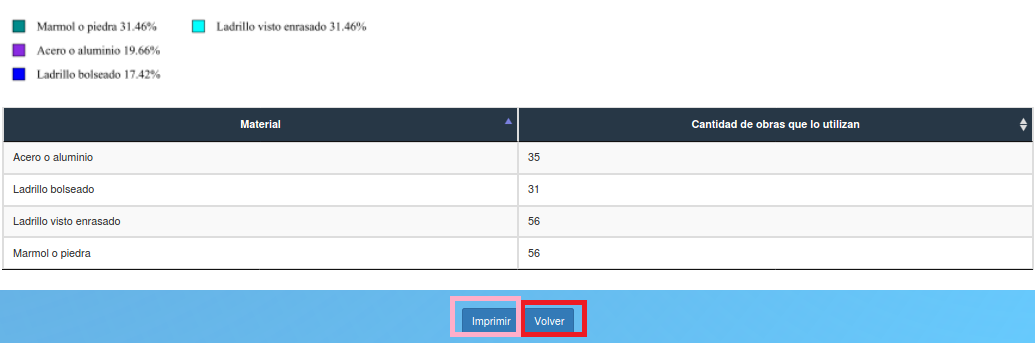 Marmol o piedra 31.46% Ladrillo visto enrasado 31.46%
Acero o aluminio 19.66%
Ladrillo bolseado 17.42%
Material Cantidad de obras que lo utilizan
Acero o aluminio 35
Ladrillo bolseado 31
Ladrillo visto enrasado 56
Marmol o piedra 56
Imprimir Volver